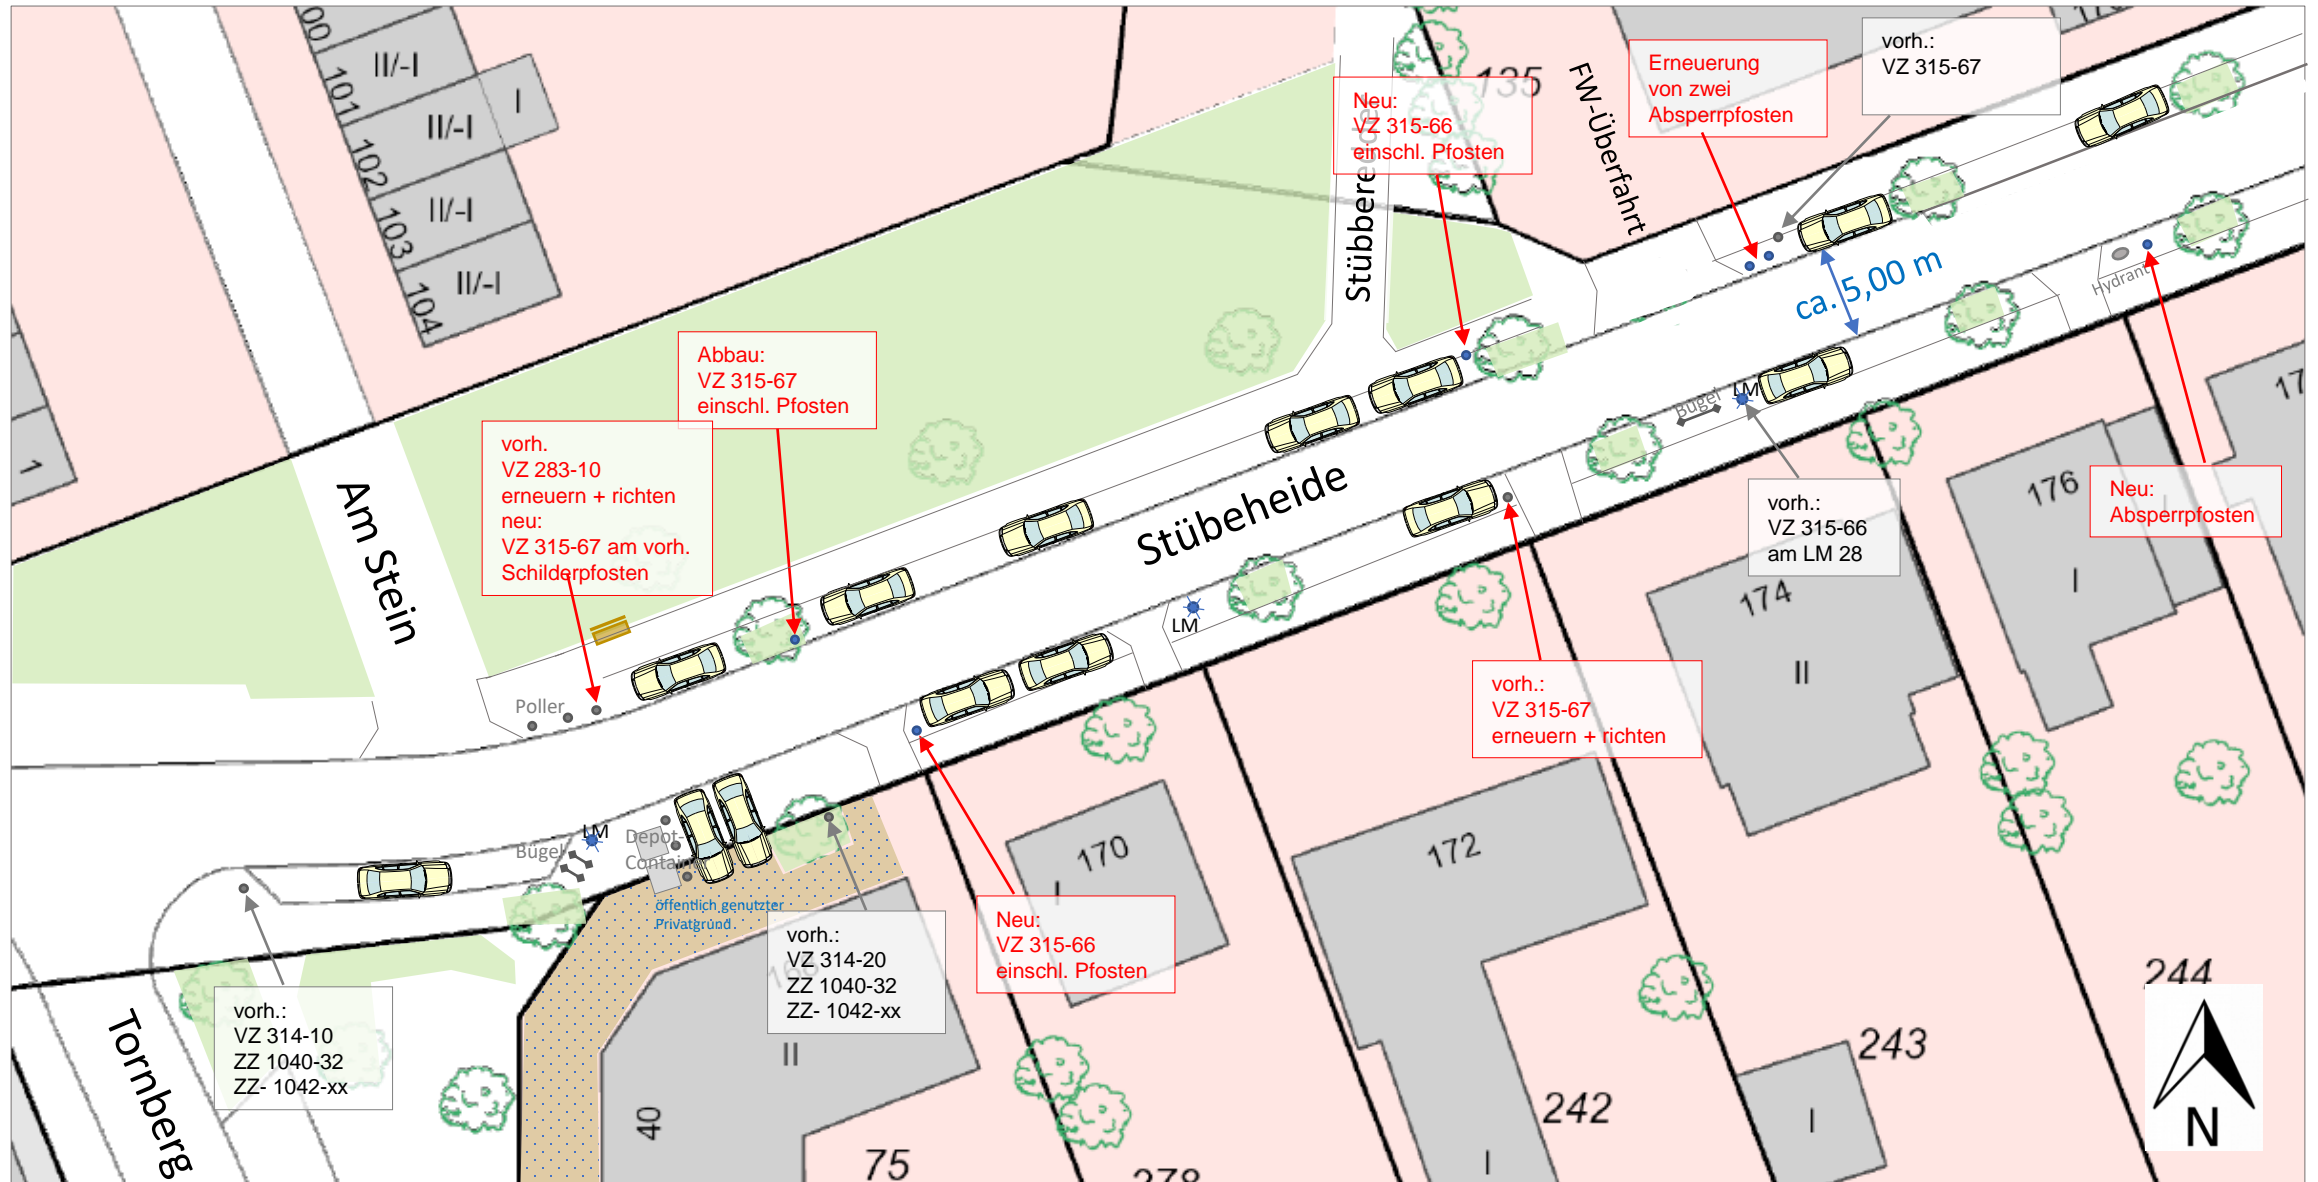 100
101
102
103
104
II/-I
II/-I
II/-I
II/-I
I
1
Neu:
VZ 315-66
einschl. Pfosten
135
FW-Überfahrt
Erneuerung
von zwei
Absperrpfosten
vorh.:
VZ 315-67
Stübbereide
ca. 5,00 m
Hydrant
Abbau:
VZ 315-67
einschl. Pfosten
vorh.
VZ 283-10
erneuern + richten
neu:
VZ 315-67 am vorh.
Schilderpfosten
Am Stein
Stübeheide
Bügel
LM
vorh.:
VZ 315-66
am LM 28
176
I
Neu:
Absperrpfosten
174
II
LM
Poller
vorh.:
VZ 315-67
erneuern + richten
LM
Bügel
Depot-
Container
öffentlich genutzter
Privatgrund
170
I
172
I
vorh.:
VZ 314-20
ZZ 1040-32
ZZ- 1042-xx
Neu:
VZ 315-66
einschl. Pfosten
vorh.:
VZ 314-10
ZZ 1040-32
ZZ- 1042-xx
Tornberg
168
II
40
75
278
242
243
I
244
N